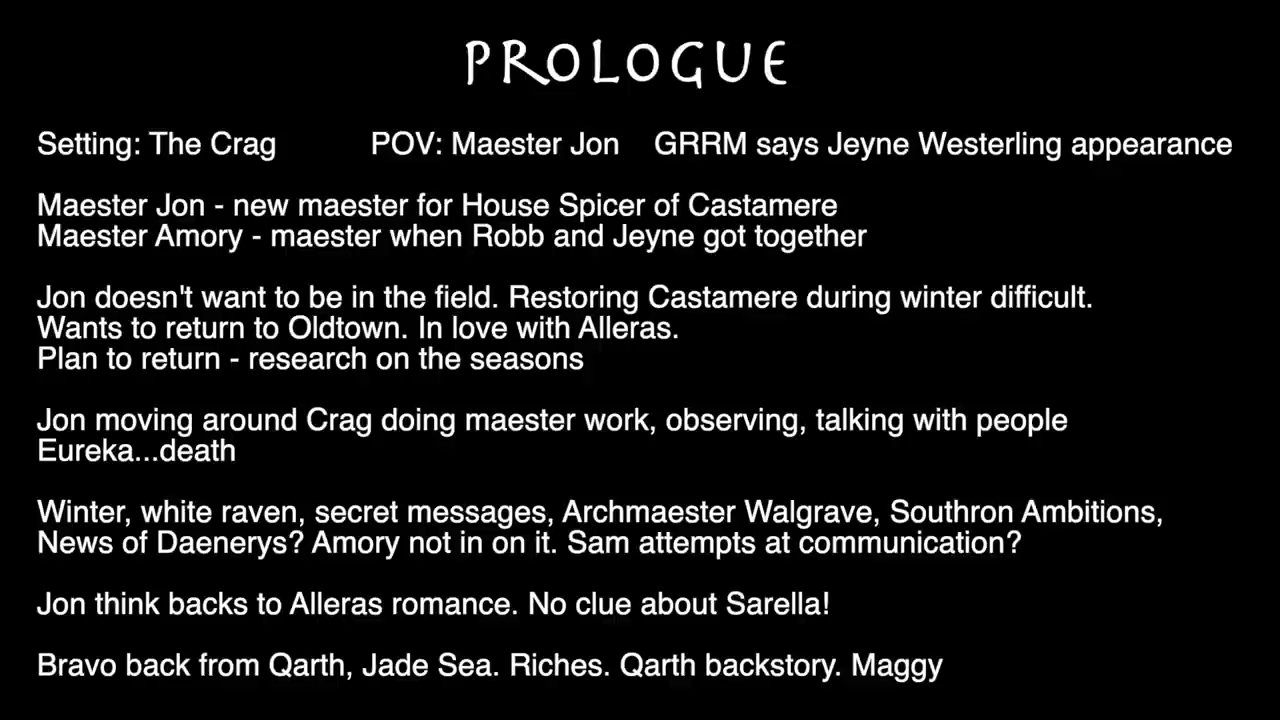 PROLOGUE
Setting: The Crag POV: Maester Jon GRRM says Jeyne Westerling appearance
Maester Jon - new maester for House Spicer of Castamere
Maester Amory - maester when Robb and Jeyne got together
Jon doesn't want to be in the field. Restoring Castamere during winter difficult.
Wants to return to Oldtown. In love with Alleras.
Plan to return - research on the seasons
Jon moving around Crag doing maester work, observing, talking with people
Eureka...death
Winter, white raven, secret messages, Archmaester Walgrave, Southron Ambitions,
News of Daenerys? Amory not in on it. Sam attempts at communication?
Jon think backs to Alleras romance. No clue about Sarella!
Bravo back from Qarth, Jade Sea. Riches. Qarth backstory. Maggy